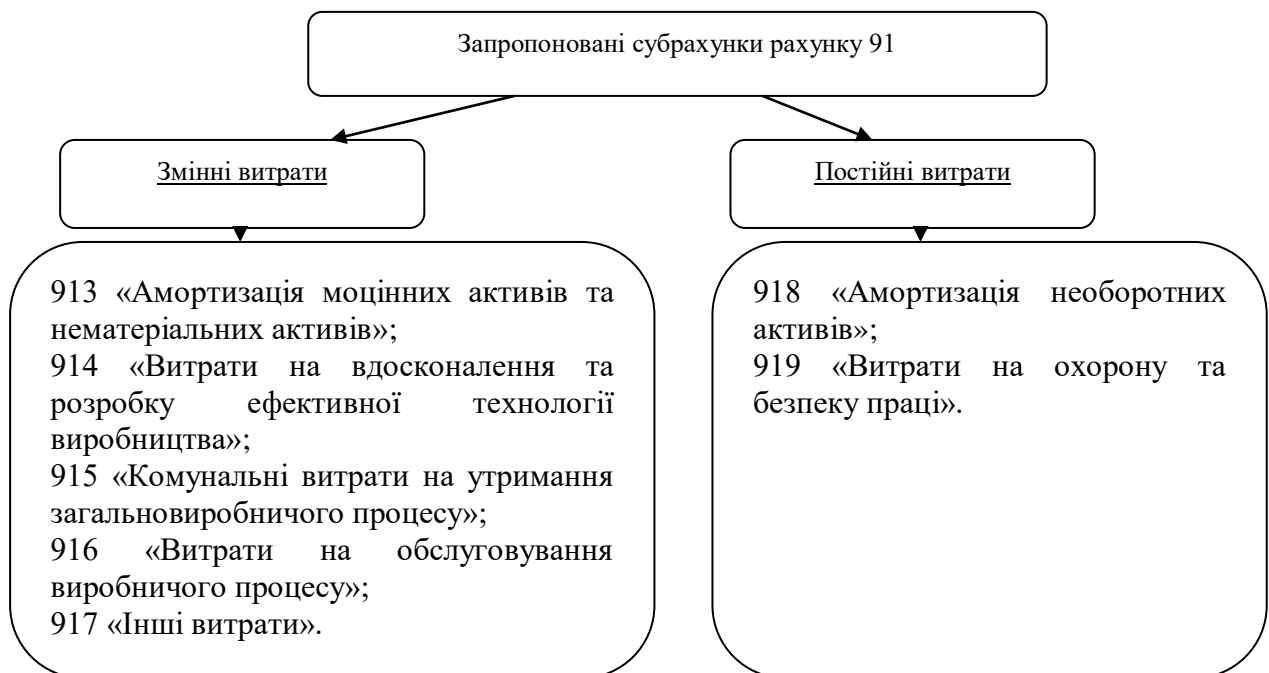 Запропоновані субрахунки рахунку 91
Змінні витрати
Постійні витрати
913 «Амортизація моцінних активів та
нематеріальних активів»;
914 «Витрати на вдосконалення та
розробку ефективної технології
виробництва»;
915 «Комунальні витрати на утримання
загальновиробничого процесу»;
916 «Витрати на обслуговування
виробничого процесу»;
917 «Інші витрати».
918 «Амортизація необоротних
активів»;
919 «Витрати на охорону та
безпеку праці».